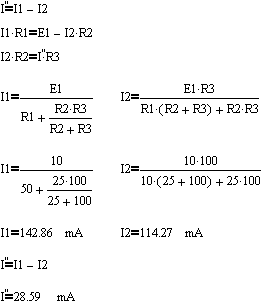 I"=I1 – I2
I1·R1=E1 – I2·R2
I2·R2=I"·R3
I1=E1/(R1 + (R2·R3)/(R2 + R3)) I2=(E1·R3)/(R1·(R2 + R3) + R2·R3)
I1=10/(50 + (25·100)/(25 + 100)) I2=(10·100)/(10·(25 + 100) + 25·100)
I1=142.86 mA I2=114.27 mA
I"=I1 – I2
I"=28.59 mA